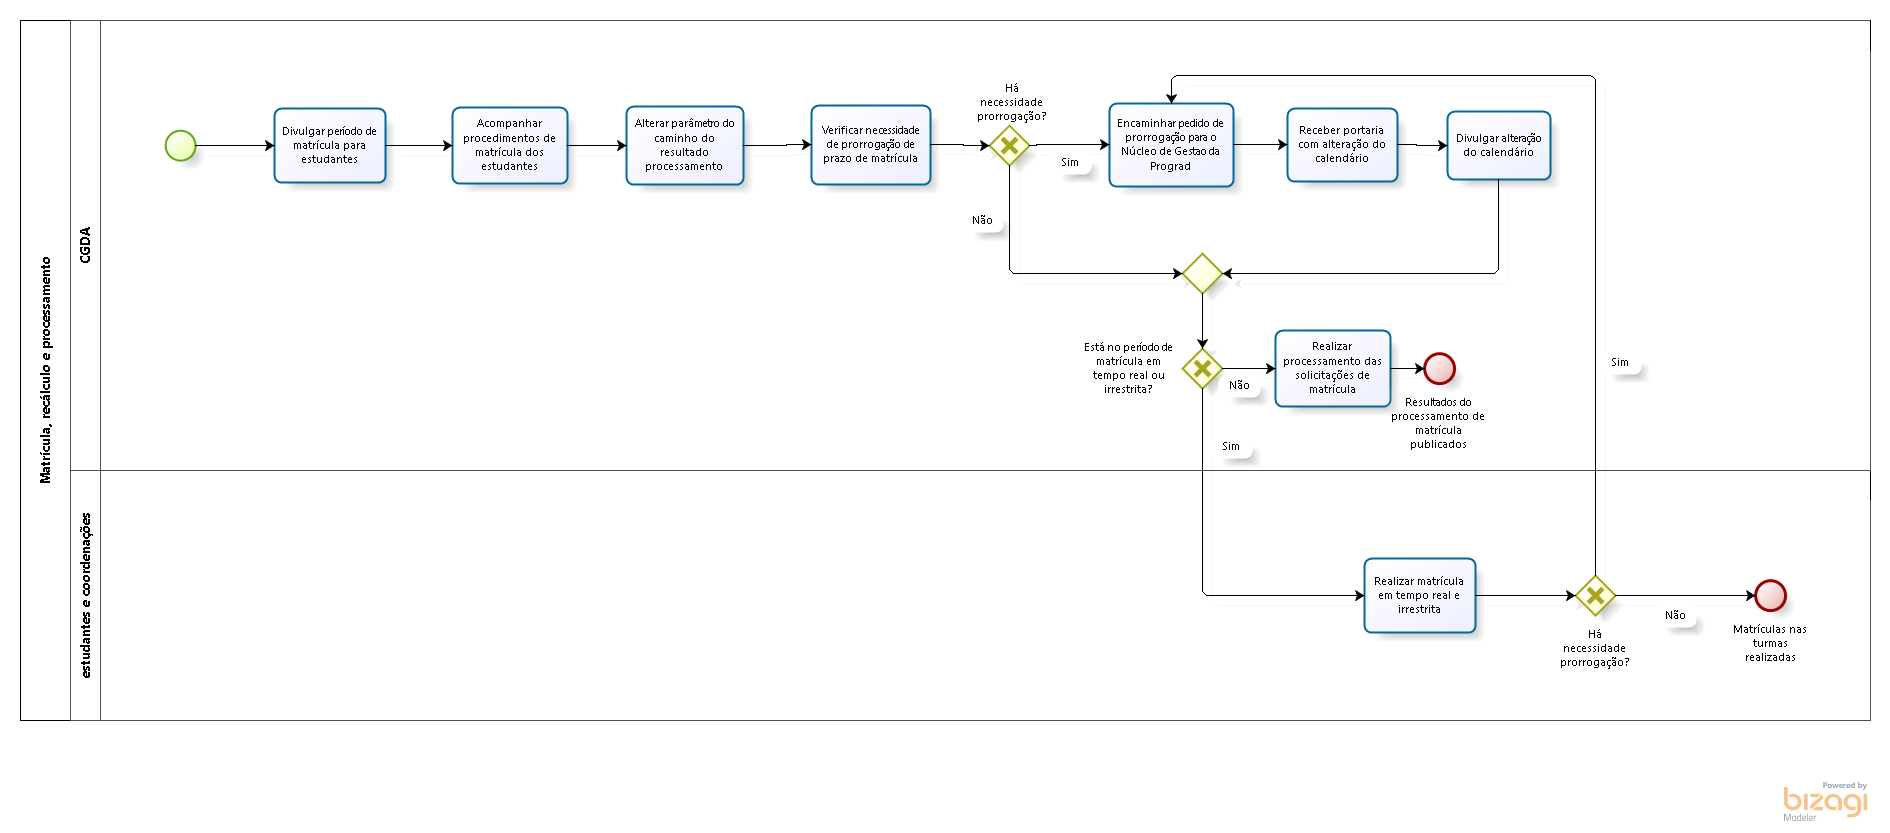 Matrícula, recálculo e processamento
CGDA
Divulgar período de
matrícula para
estudantes
Acompanhar
procedimentos de
matrícula dos
estudantes
Alterar parâmetro do
caminho do
resultado
processamento
Verificar necessidade
de prorrogação de
prazo de matrícula
Há
necessidade
prorrogação?
Sim
Não
Encaminhar pedido de
prorrogação para o
Núcleo de Gestao da
Prograd
Receber portaria
com alteração do
calendário
Divulgar alteração
do calendário
Está no período de
matrícula em
tempo real ou
irrestrita?
Não
Realizar
processamento das
solicitações de
matrícula
Resultados do
processamento de
matrícula
publicados
Sim
Sim
estudantes e coordenações
Realizar matrícula
em tempo real e
irrestrita
Há
necessidade
prorrogação?
Não
Matrículas nas
turmas
realizadas
Powered by
bizagi
Modeler